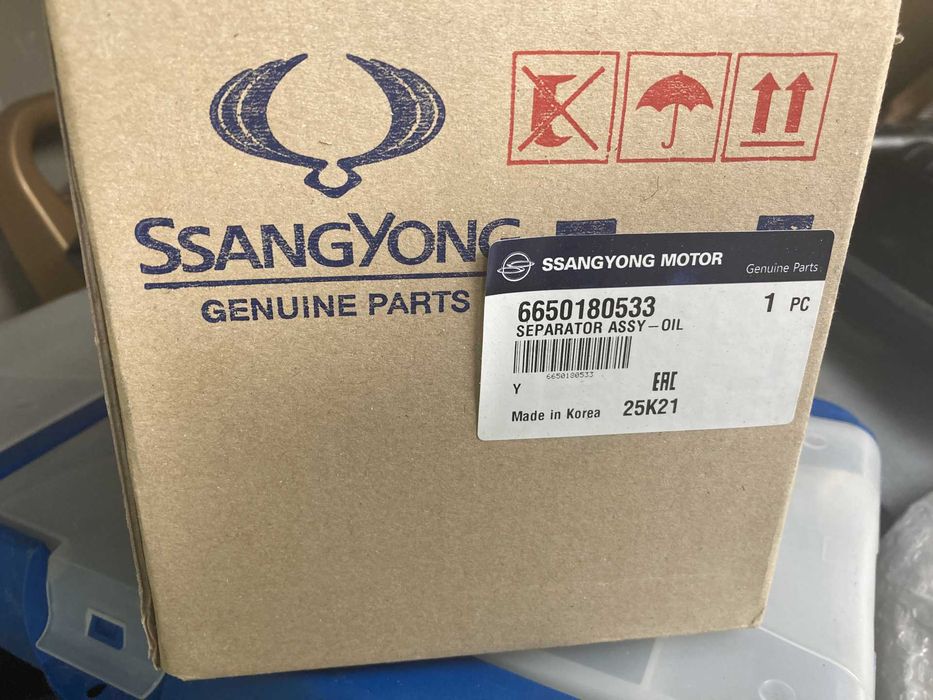 SSANGYONG
GENUINE PARTS
SSANGYONG MOTOR Genuine Parts
6650180533 1 PC
SEPARATOR ASSY-OIL
6650180533
Y EAC
Made in Korea 25K21